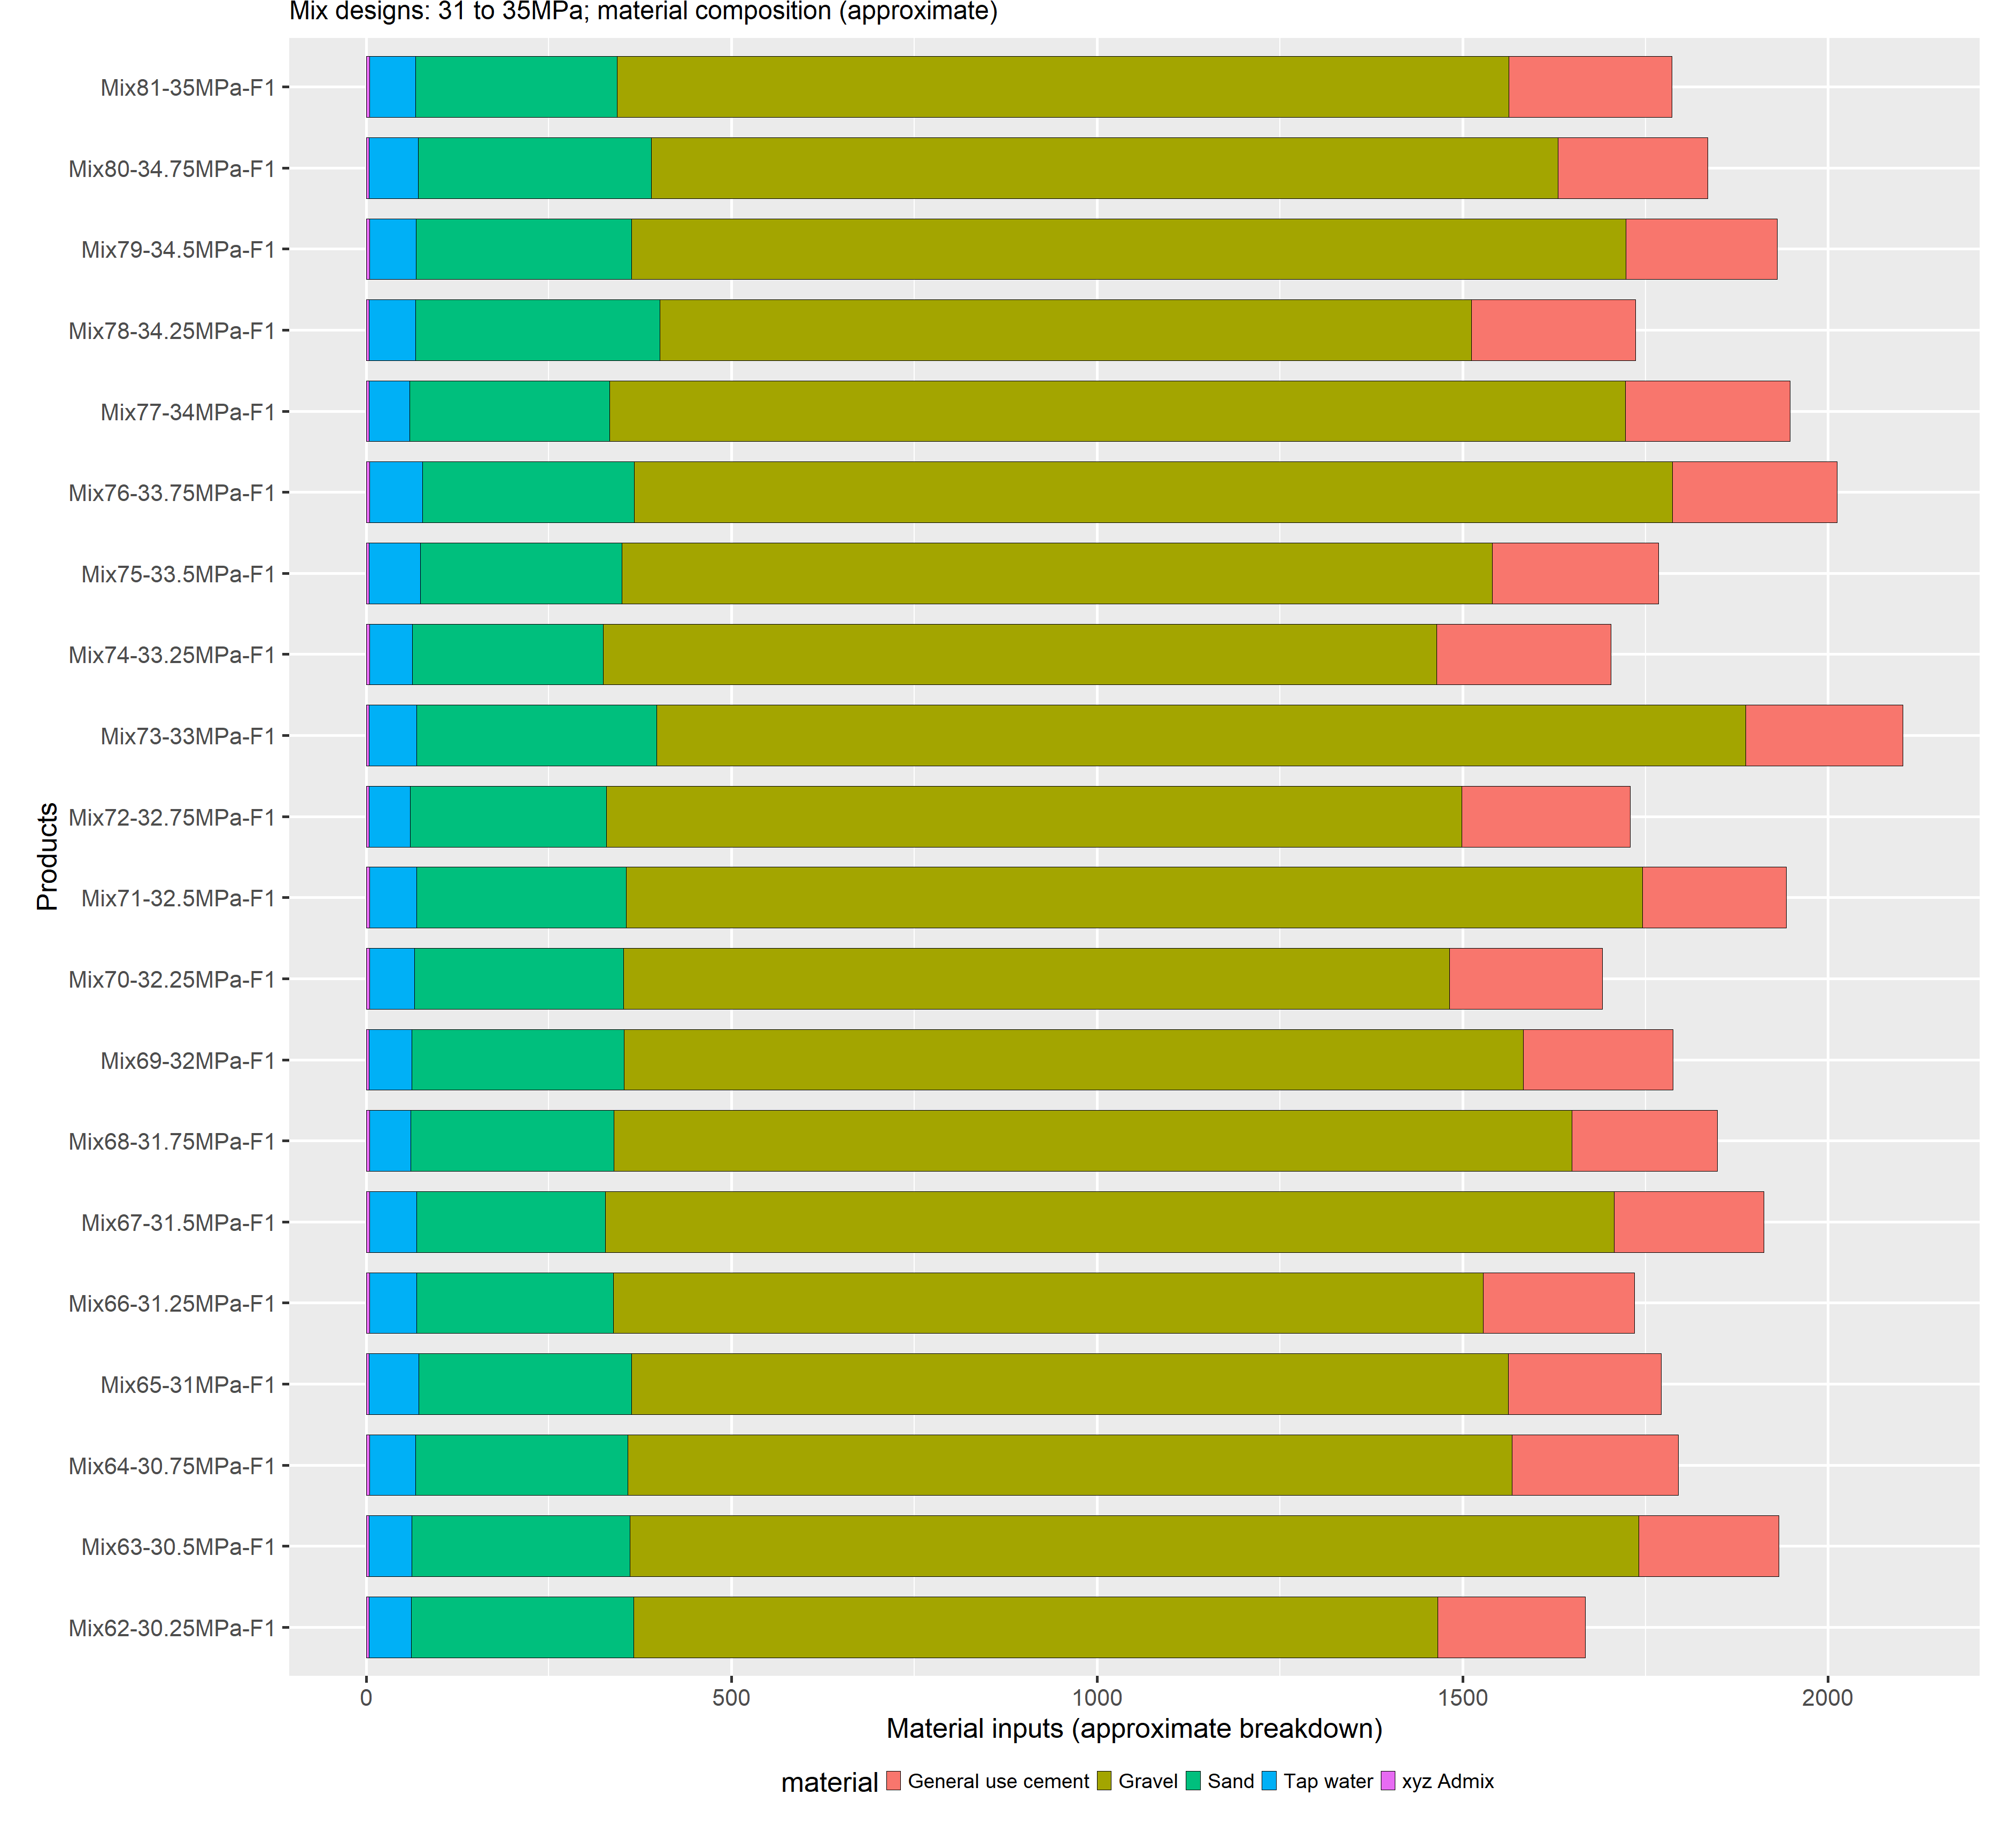 Mix designs: 31 to 35MPa; material composition (approximate)
Mix81-35MPa-F1
Mix80-34.75MPa-F1
Mix79-34.5MPa-F1
Mix78-34.25MPa-F1
Mix77-34MPa-F1
Mix76-33.75MPa-F1
Mix75-33.5MPa-F1
Mix74-33.25MPa-F1
Mix73-33MPa-F1
Mix72-32.75MPa-F1
Mix71-32.5MPa-F1
Mix70-32.25MPa-F1
Mix69-32MPa-F1
Mix68-31.75MPa-F1
Mix67-31.5MPa-F1
Mix66-31.25MPa-F1
Mix65-31MPa-F1
Mix64-30.75MPa-F1
Mix63-30.5MPa-F1
Mix62-30.25MPa-F1
Products
0 500 1000 1500 2000
Material inputs (approximate breakdown)
material General use cement Gravel Sand Tap water xyz Admix